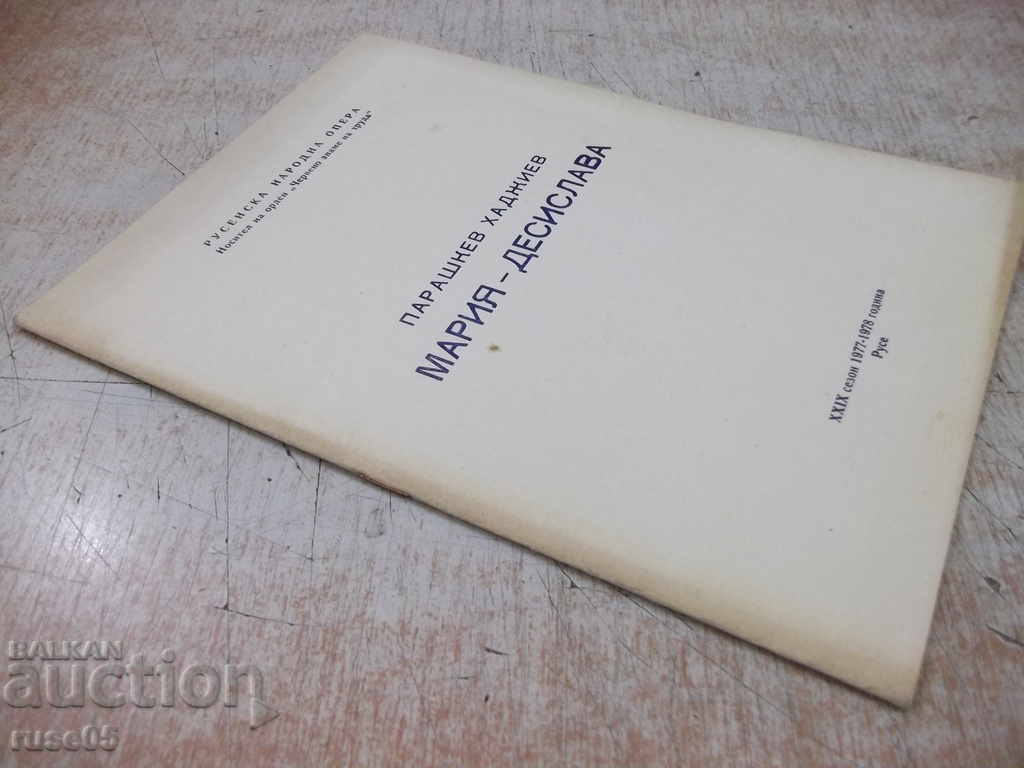 РУСЕНСКА НАРОДНА ОПЕРА
Носител на орден „Червено знаме на труда“
ПАРАШНЕВ ХАДЖИЕВ
МАРИЯ - ДЕСИСЛАВА
XXIX сезон 1977-1978 година
Русе
BALKAN
auction
ruse05